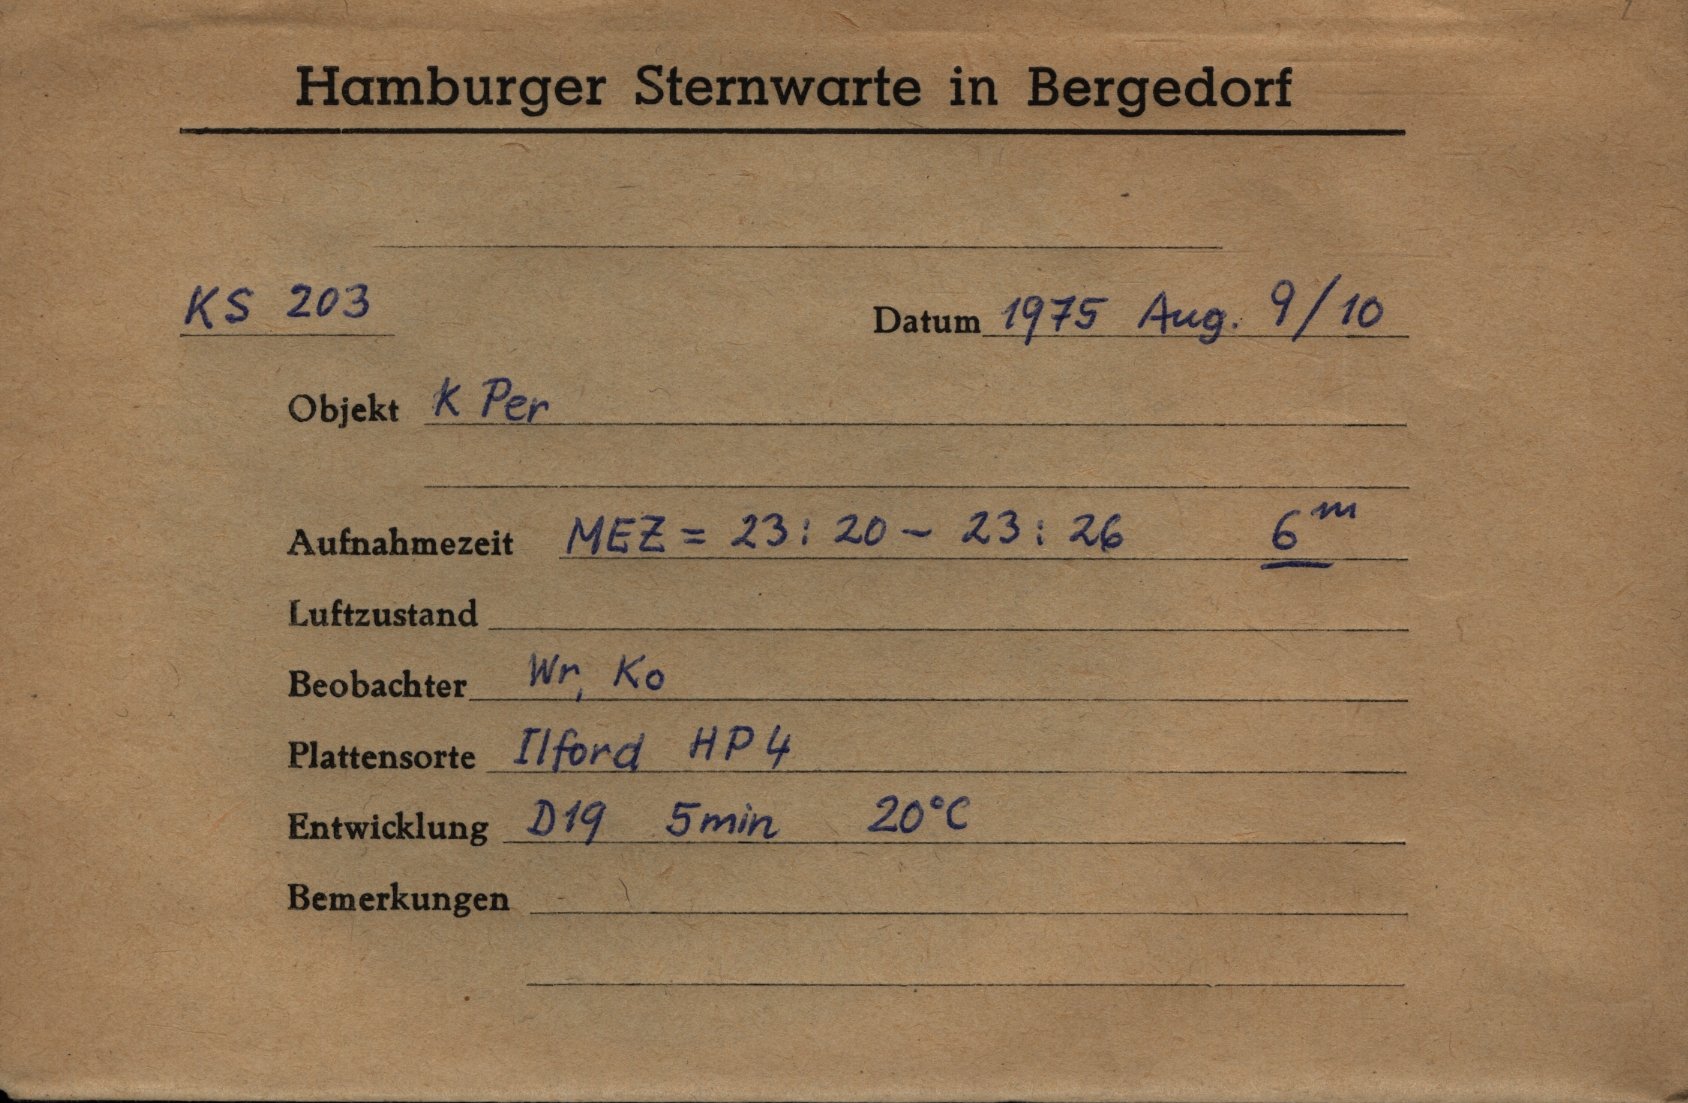 Hamburger Sternwarte in Bergedorf
KS 203 Datum 1975 Aug. 9/10
Objekt K Per
Aufnahmezeit MEZ = 23:20 – 23:26 6ᵐ
Luftzustand
Beobachter Wr, Ko
Plattensorte Ilford HP4
Entwicklung D19 5min 20°C
Bemerkungen